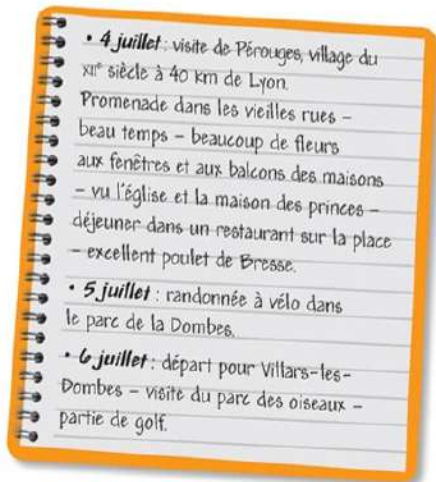 • 4 juillet : visite de Pérouges, village du
XIIe siècle à 40 km de Lyon.
Promenade dans les vieilles rues –
beau temps – beaucoup de fleurs
aux fenêtres et aux balcons des maisons
– vu l'église et la maison des princes –
déjeuner dans un restaurant sur la place
– excellent poulet de Bresse.
• 5 juillet : randonnée à vélo dans
le parc de la Dombes.
• 6 juillet : départ pour Villars-les-
Dombes – visite du parc des oiseaux –
partie de golf.